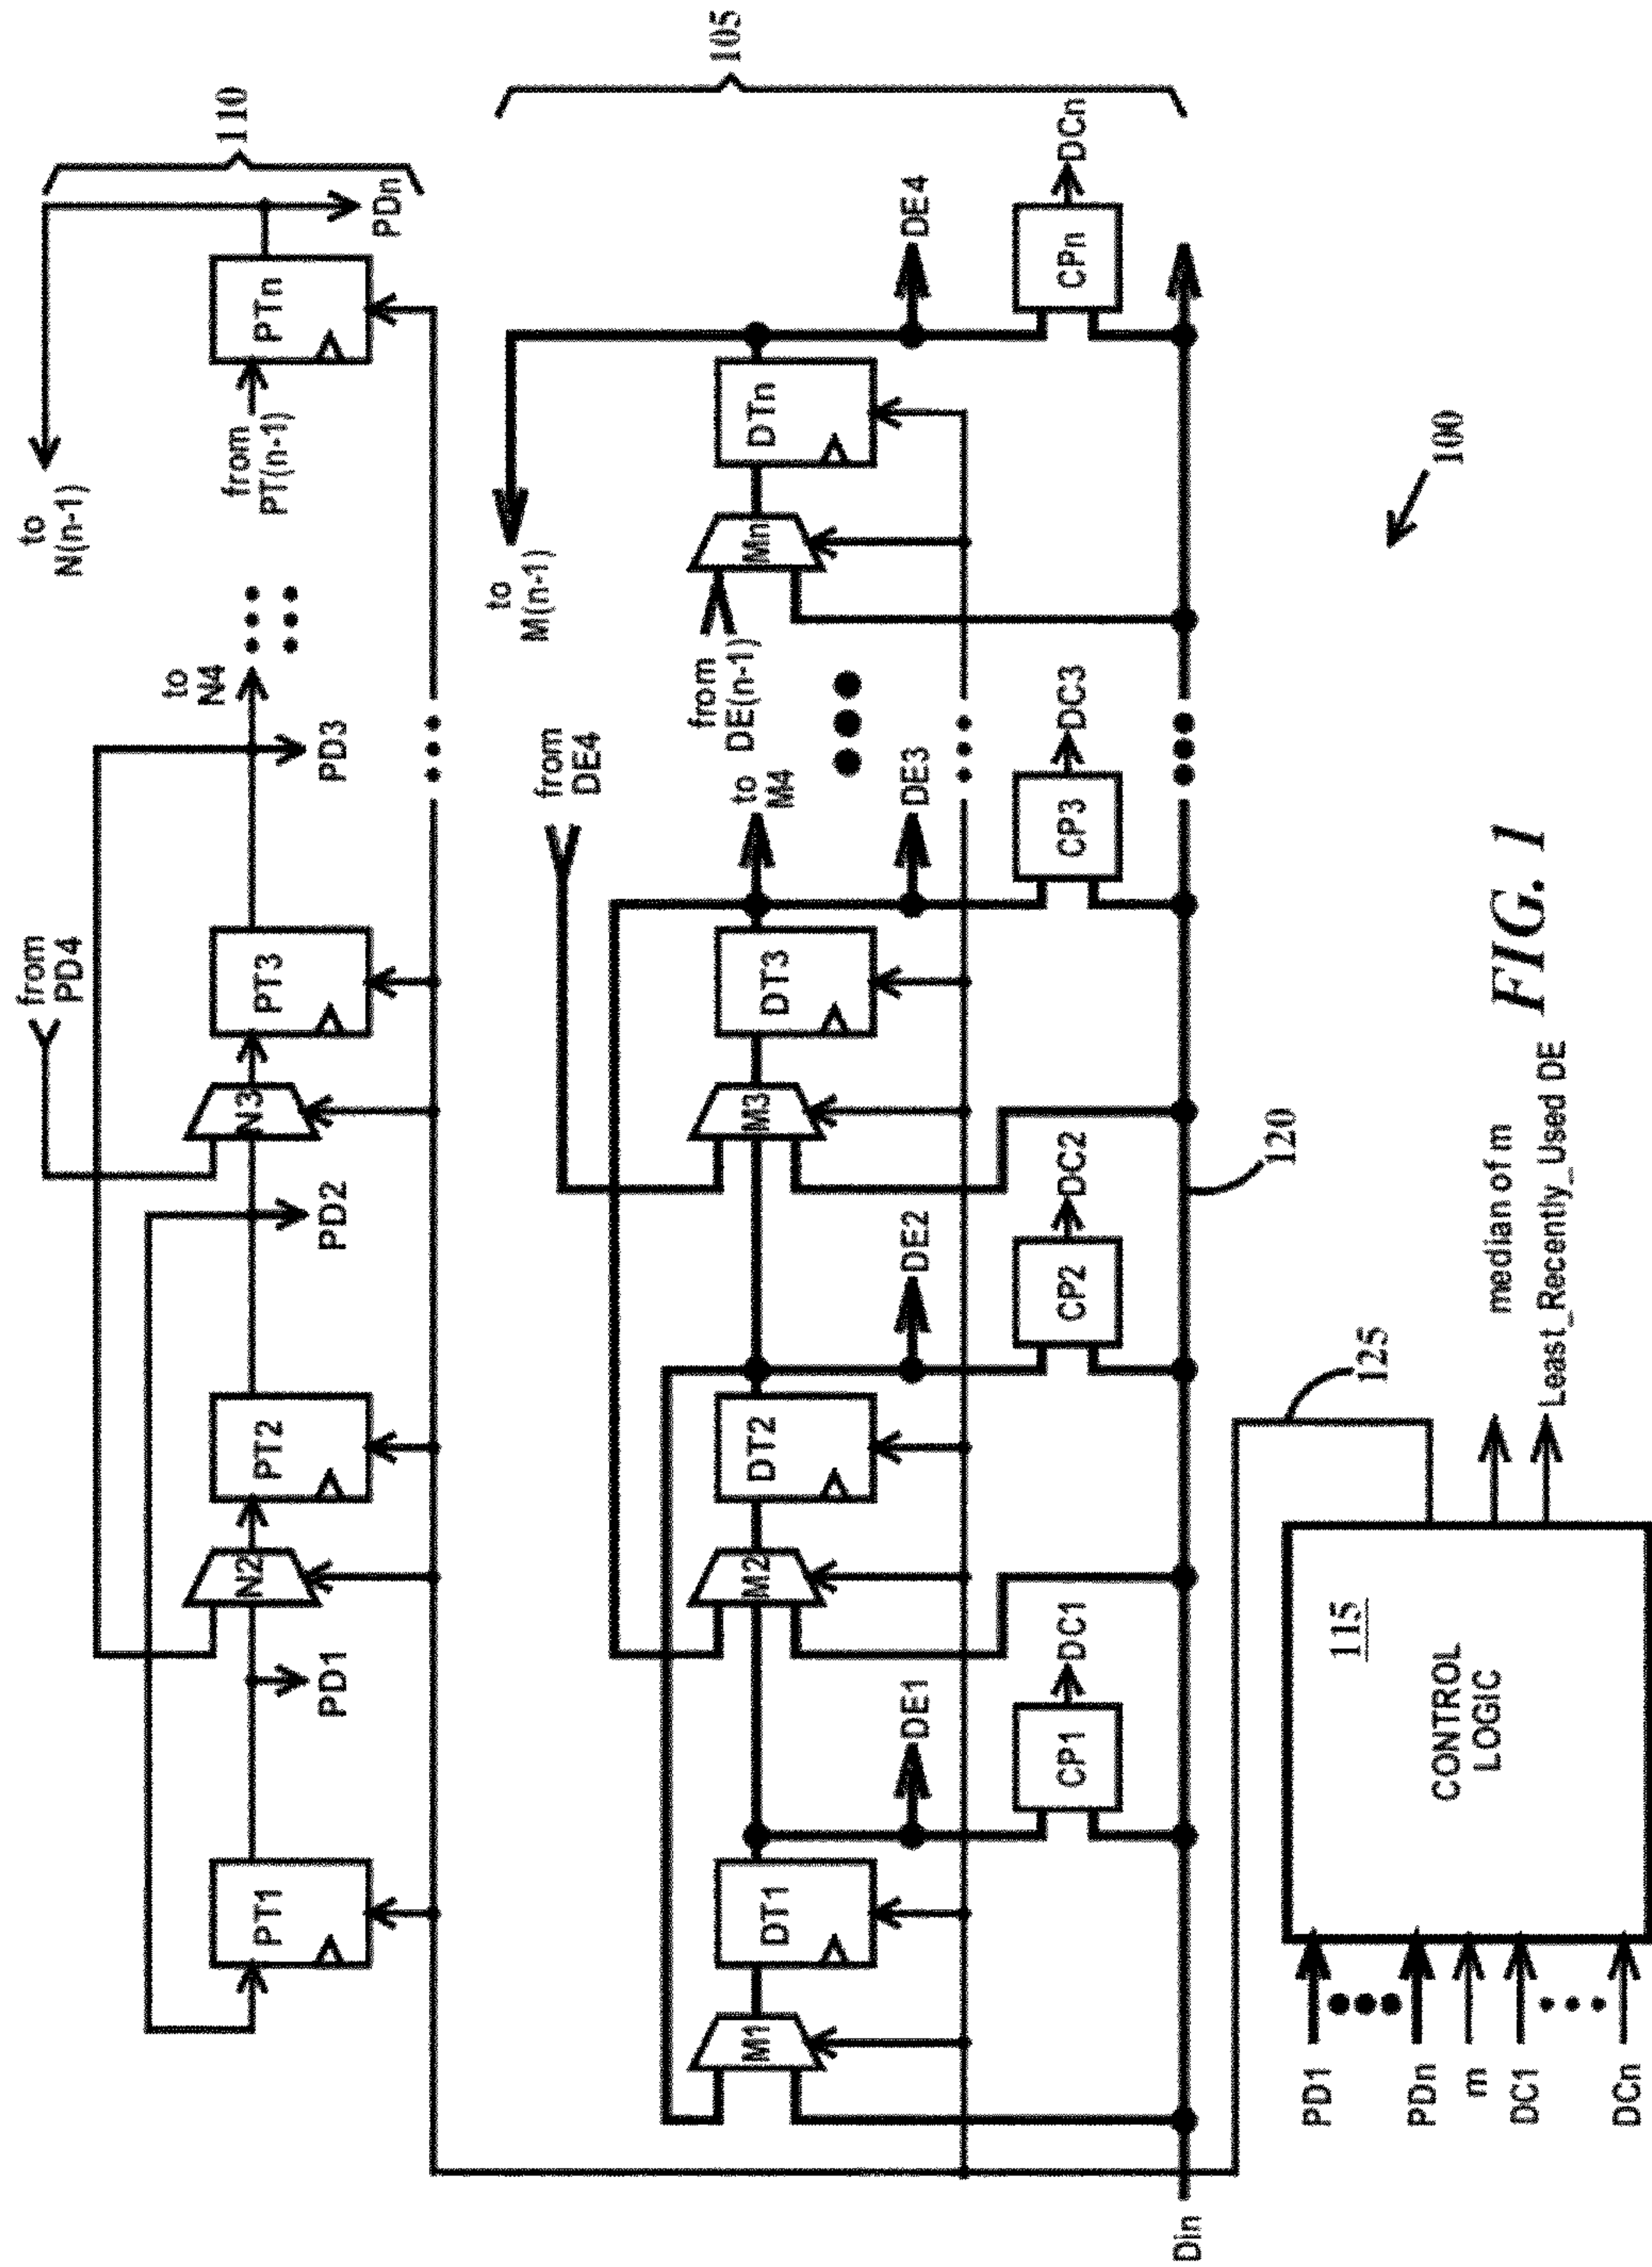 to
N(n-1)
110
from
PD4
to
N4
PTn
from
PT(n-1)
PDn
PT1
N2
PT2
N3
PT3
PD1
PD2
PD3
105
to
M(n-1)
from
DE4
M1
DT1
M2
DT2
M3
DT3
to
M4
from
DE(n-1)
Mn
DTn
DE1
DE2
DE3
DE4
CP1
DC1
CP2
DC2
CP3
DC3
CPn
DCn
Din
120
125
100
PD1
PDn
m
DC1
DCn
115
CONTROL
LOGIC
median of m
Least_Recently_Used DE
FIG. 1